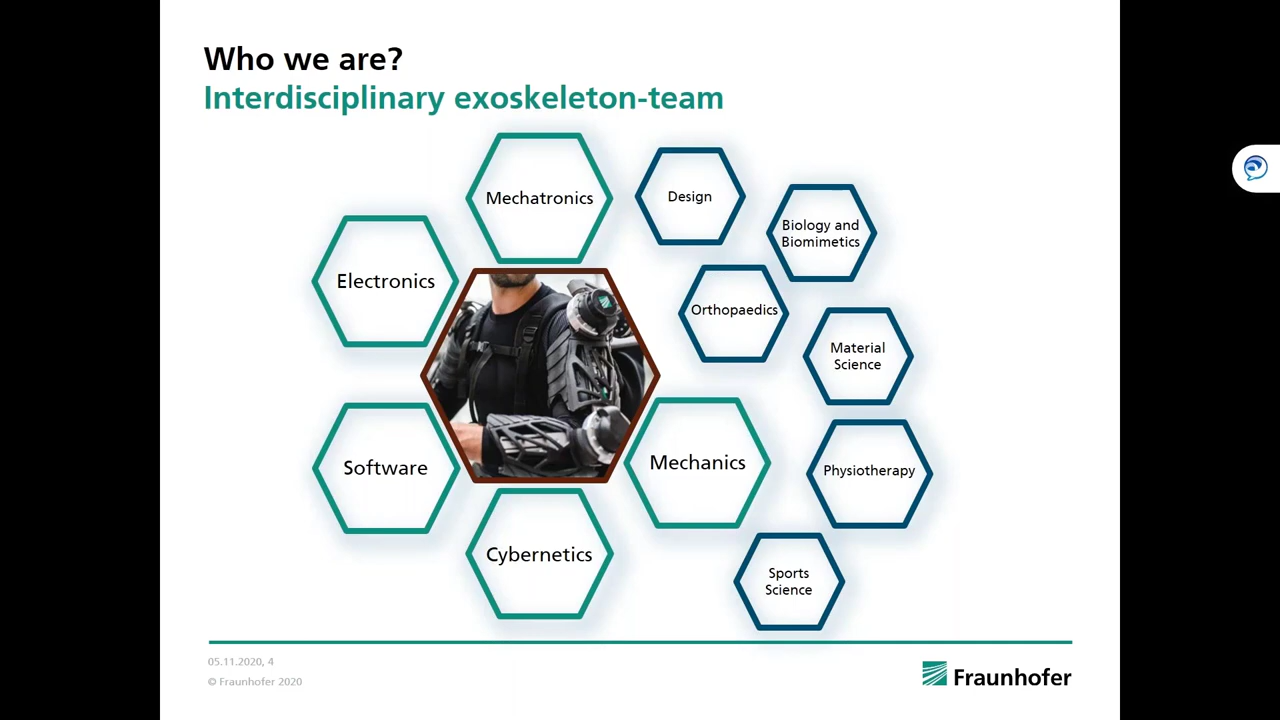 Who we are?
Interdisciplinary exoskeleton-team
Mechatronics
Design
Biology and
Biomimetics
Electronics
Orthopaedics
Material
Science
Software
Mechanics
Physiotherapy
Cybernetics
Sports
Science
05.11.2020, 4
© Fraunhofer 2020
Fraunhofer